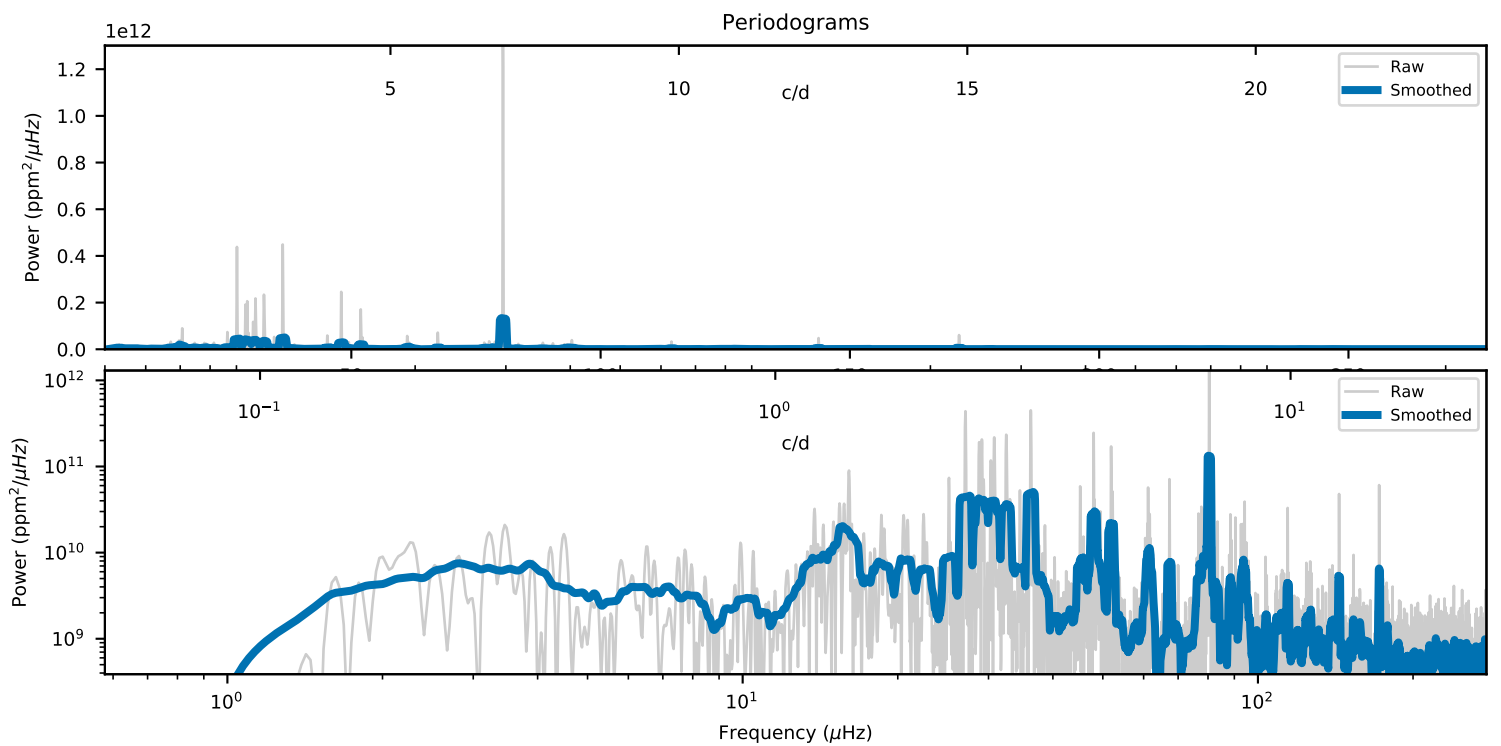 Periodograms
1e12
5 10 15 20
c/d
Raw
Smoothed
1.2
1.0
0.8
0.6
0.4
0.2
0.0
Power (ppm²/μHz)
10⁻¹ 10⁰ 10¹
c/d
Raw
Smoothed
10¹²
10¹¹
10¹⁰
10⁹
Power (ppm²/μHz)
10⁰ 10¹ 10²
Frequency (μHz)